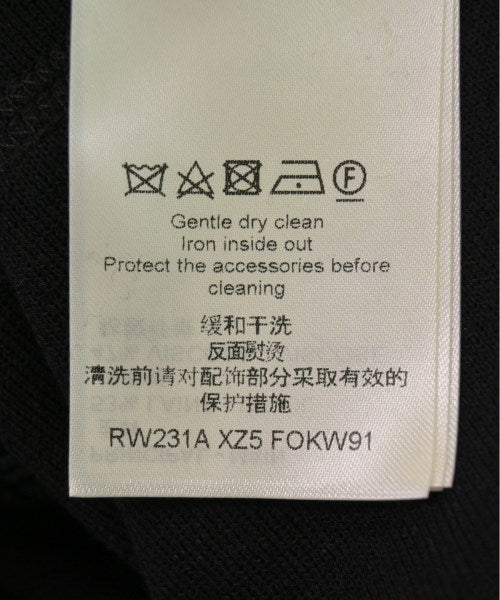 F
Gentle dry clean
Iron inside out
Protect the accessories before
cleaning
缓和干洗
反面熨烫
清洗前请对配饰部分采取有效的
保护措施
RW231A XZ5 FOKW91